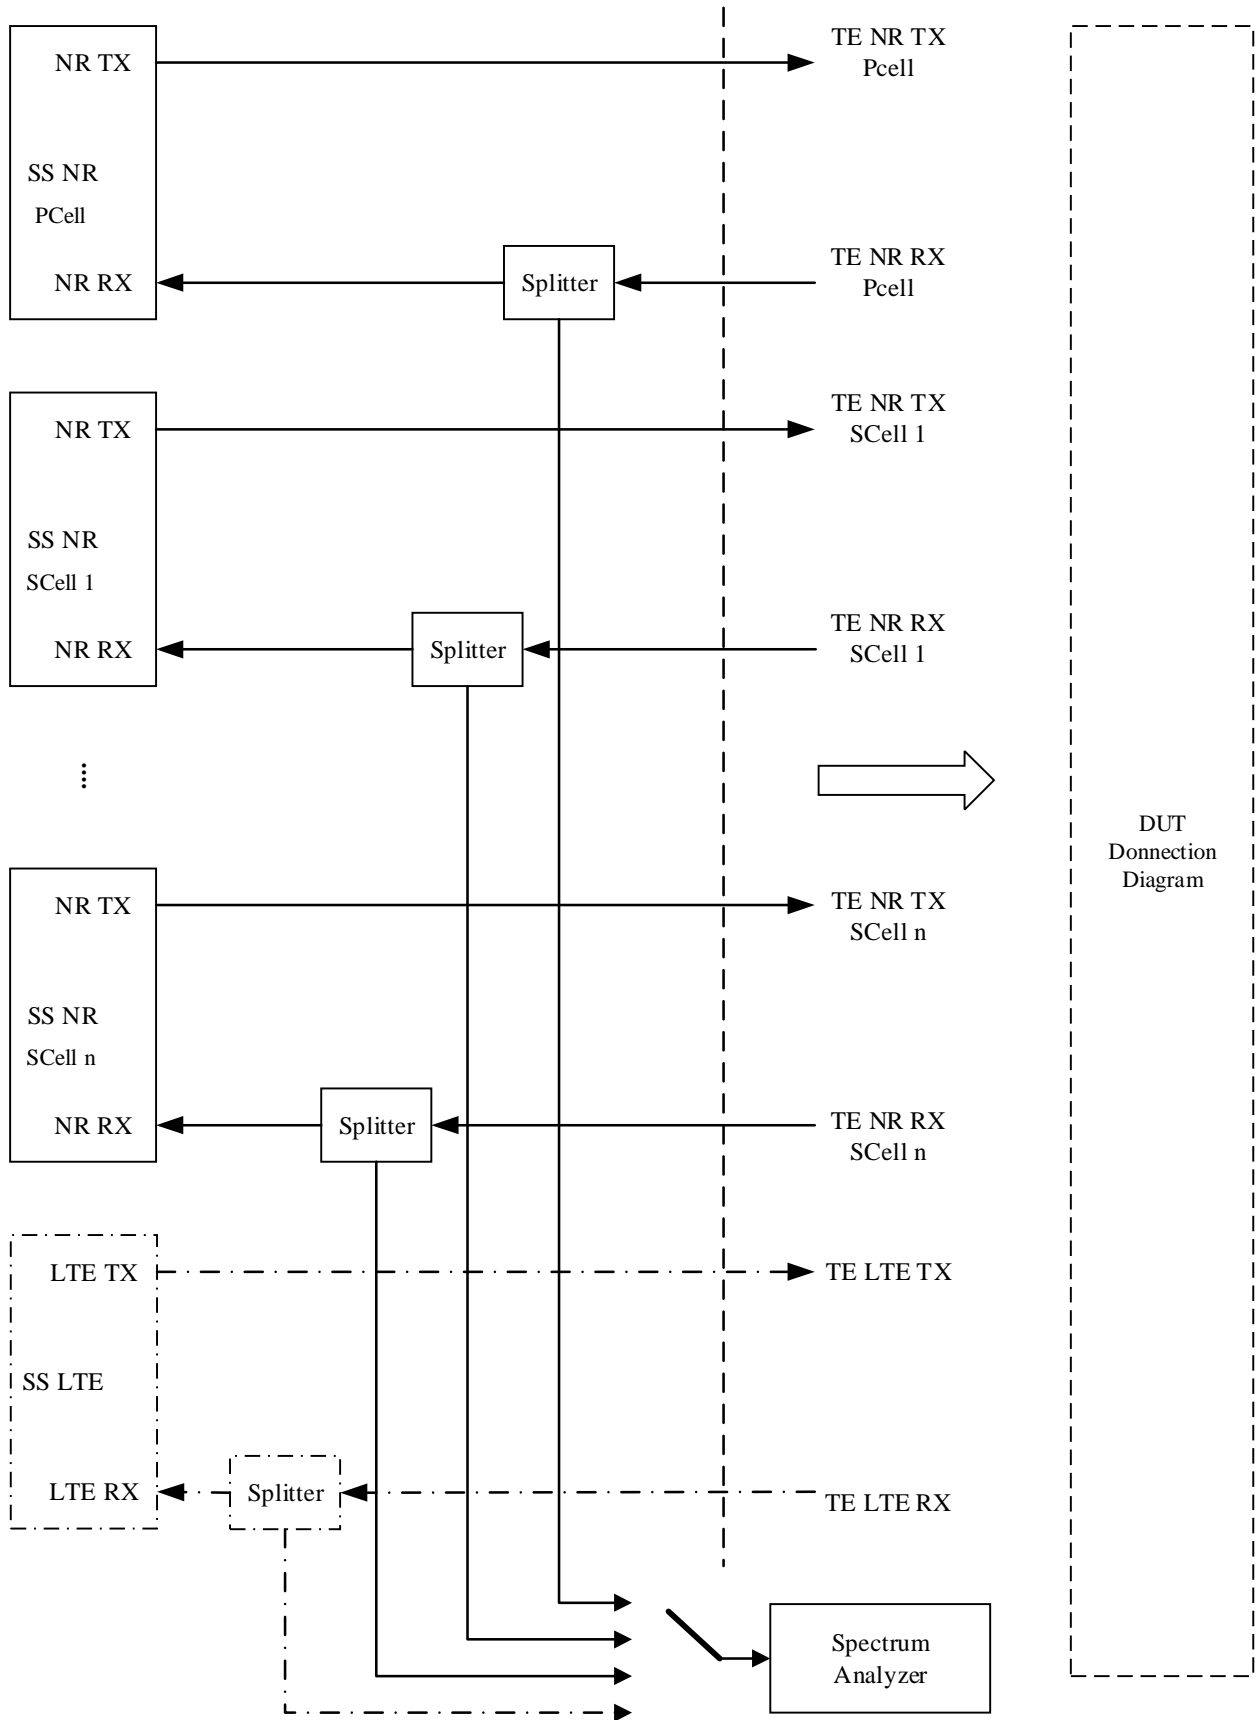 NR TX
TE NR TX
Pcell
SS NR
PCell
NR RX
Splitter
TE NR RX
Pcell
NR TX
TE NR TX
SCell 1
SS NR
SCell 1
NR RX
Splitter
TE NR RX
SCell 1
DUT
Donnection
Diagram
NR TX
TE NR TX
SCell n
SS NR
SCell n
NR RX
Splitter
TE NR RX
SCell n
LTE TX
TE LTE TX
SS LTE
LTE RX
Splitter
TE LTE RX
Spectrum
Analyzer